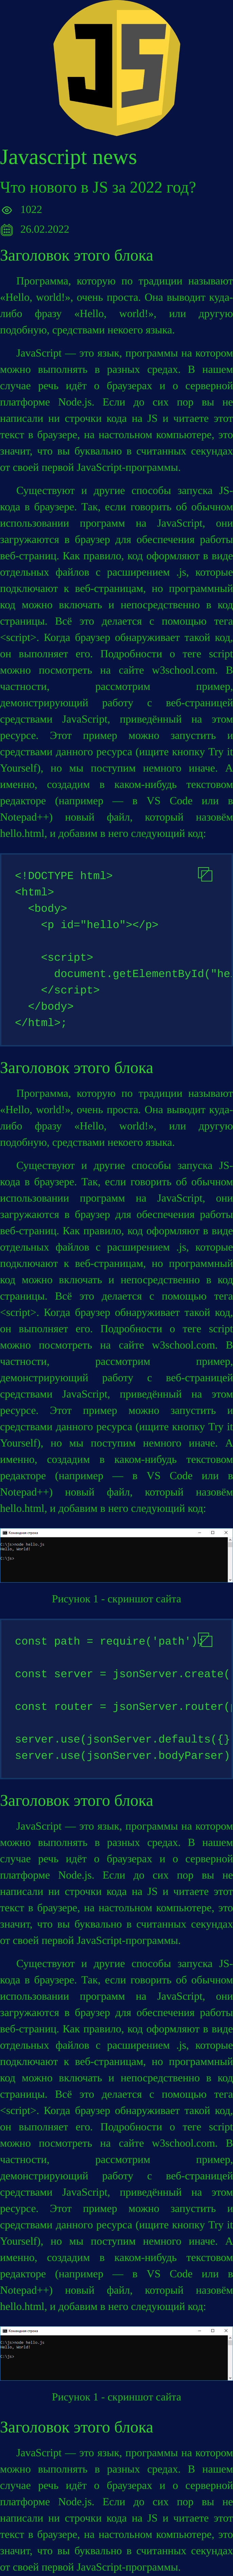 JS
Javascript news
Что нового в JS за 2022 год?
1022
26.02.2022
Заголовок этого блока
Программа, которую по традиции называют
«Hello, world!», очень проста. Она выводит куда-
либо фразу «Hello, world!», или другую
подобную, средствами некоего языка.
JavaScript — это язык, программы на котором
можно выполнять в разных средах. В нашем
случае речь идёт о браузерах и о серверной
платформе Node.js. Если до сих пор вы не
написали ни строчки кода на JS и читаете этот
текст в браузере, на настольном компьютере, это
значит, что вы буквально в считанных секундах
от своей первой JavaScript-программы.
Существуют и другие способы запуска JS-
кода в браузере. Так, если говорить об обычном
использовании программ на JavaScript, они
загружаются в браузер для обеспечения работы
веб-страниц. Как правило, код оформляют в виде
отдельных файлов с расширением .js, которые
подключают к веб-страницам, но программный
код можно включать и непосредственно в код
страницы. Всё это делается с помощью тега
<script>. Когда браузер обнаруживает такой код,
он выполняет его. Подробности о теге script
можно посмотреть на сайте w3school.com. В
частности, рассмотрим пример,
демонстрирующий работу с веб-страницей
средствами JavaScript, приведённый на этом
ресурсе. Этот пример можно запустить и
средствами данного ресурса (ищите кнопку Try it
Yourself), но мы поступим немного иначе. А
именно, создадим в каком-нибудь текстовом
редакторе (например — в VS Code или в
Notepad++) новый файл, который назовём
hello.html, и добавим в него следующий код:
<!DOCTYPE html>
<html>
<body>
<p id="hello"></p>
<script>
document.getElementById("he
</script>
</body>
</html>;
Заголовок этого блока
Программа, которую по традиции называют
«Hello, world!», очень проста. Она выводит куда-
либо фразу «Hello, world!», или другую
подобную, средствами некоего языка.
Существуют и другие способы запуска JS-
кода в браузере. Так, если говорить об обычном
использовании программ на JavaScript, они
загружаются в браузер для обеспечения работы
веб-страниц. Как правило, код оформляют в виде
отдельных файлов с расширением .js, которые
подключают к веб-страницам, но программный
код можно включать и непосредственно в код
страницы. Всё это делается с помощью тега
<script>. Когда браузер обнаруживает такой код,
он выполняет его. Подробности о теге script
можно посмотреть на сайте w3school.com. В
частности, рассмотрим пример,
демонстрирующий работу с веб-страницей
средствами JavaScript, приведённый на этом
ресурсе. Этот пример можно запустить и
средствами данного ресурса (ищите кнопку Try it
Yourself), но мы поступим немного иначе. А
именно, создадим в каком-нибудь текстовом
редакторе (например — в VS Code или в
Notepad++) новый файл, который назовём
hello.html, и добавим в него следующий код:
Командная строка
C:\js>node hello.js
Hello, World!
C:\js>
Рисунок 1 - скриншот сайта
const path = require('path');
const server = jsonServer.create(
const router = jsonServer.router(
server.use(jsonServer.defaults({}
server.use(jsonServer.bodyParser)
Заголовок этого блока
JavaScript — это язык, программы на котором
можно выполнять в разных средах. В нашем
случае речь идёт о браузерах и о серверной
платформе Node.js. Если до сих пор вы не
написали ни строчки кода на JS и читаете этот
текст в браузере, на настольном компьютере, это
значит, что вы буквально в считанных секундах
от своей первой JavaScript-программы.
Существуют и другие способы запуска JS-
кода в браузере. Так, если говорить об обычном
использовании программ на JavaScript, они
загружаются в браузер для обеспечения работы
веб-страниц. Как правило, код оформляют в виде
отдельных файлов с расширением .js, которые
подключают к веб-страницам, но программный
код можно включать и непосредственно в код
страницы. Всё это делается с помощью тега
<script>. Когда браузер обнаруживает такой код,
он выполняет его. Подробности о теге script
можно посмотреть на сайте w3school.com. В
частности, рассмотрим пример,
демонстрирующий работу с веб-страницей
средствами JavaScript, приведённый на этом
ресурсе. Этот пример можно запустить и
средствами данного ресурса (ищите кнопку Try it
Yourself), но мы поступим немного иначе. А
именно, создадим в каком-нибудь текстовом
редакторе (например — в VS Code или в
Notepad++) новый файл, который назовём
hello.html, и добавим в него следующий код:
Командная строка
C:\js>node hello.js
Hello, World!
C:\js>
Рисунок 1 - скриншот сайта
Заголовок этого блока
JavaScript — это язык, программы на котором
можно выполнять в разных средах. В нашем
случае речь идёт о браузерах и о серверной
платформе Node.js. Если до сих пор вы не
написали ни строчки кода на JS и читаете этот
текст в браузере, на настольном компьютере, это
значит, что вы буквально в считанных секундах
от своей первой JavaScript-программы.